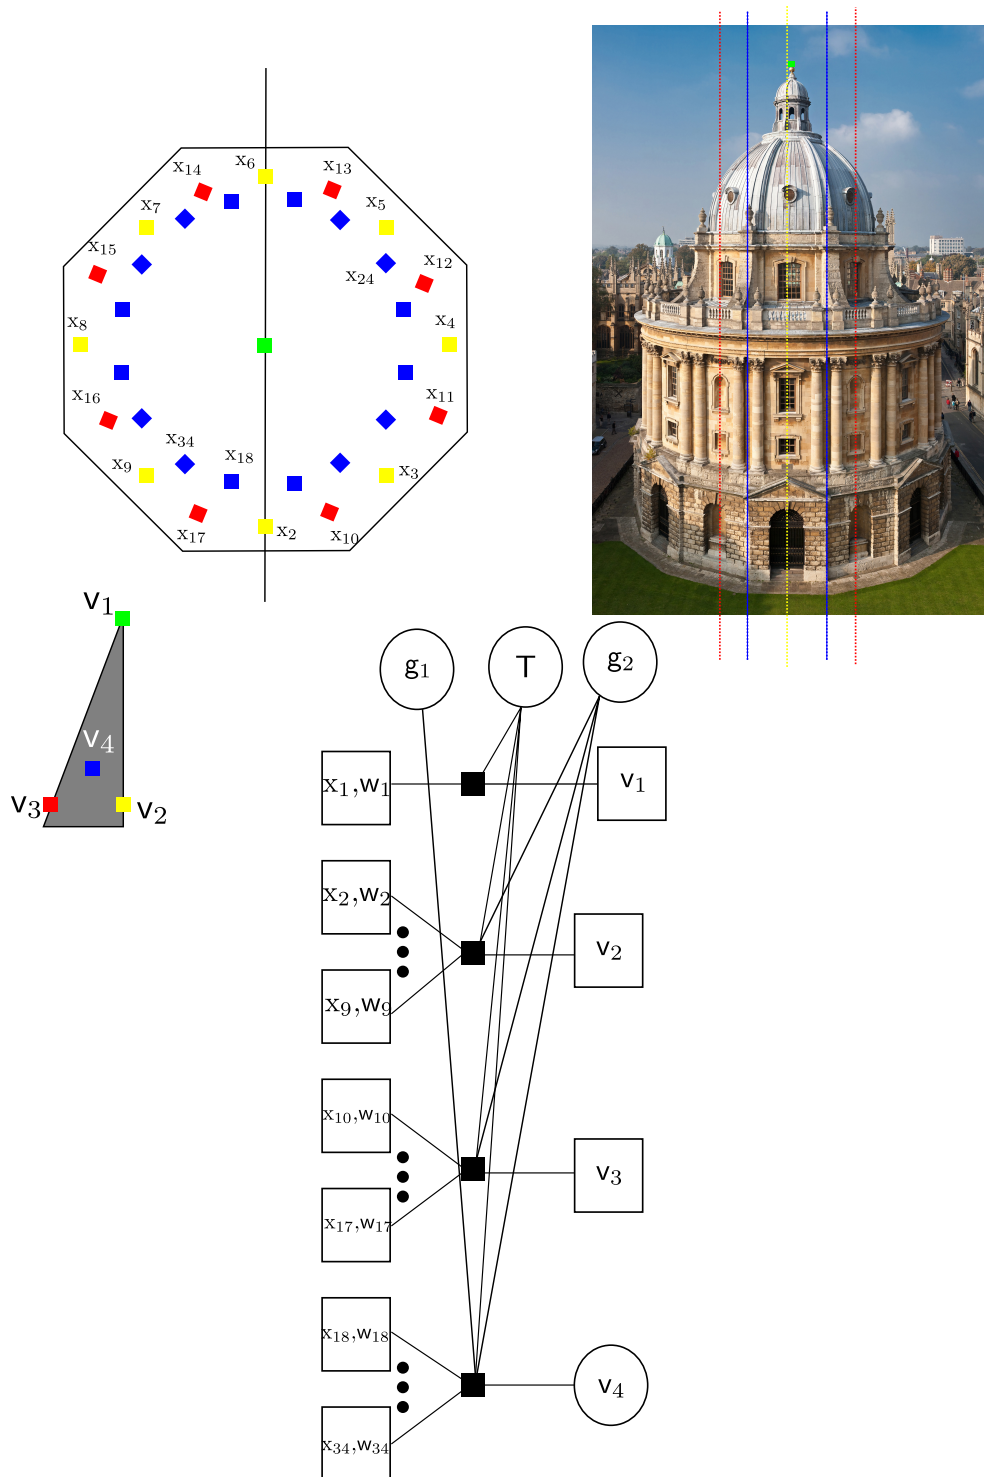 x₆
x₁₃
x₁₄
x₅
x₇
x₁₅
x₁₂
x₂₄
x₈
x₄
x₁₆
x₁₁
x₃₄
x₁₈
x₉
x₃
x₁₇
x₂
x₁₀
v₁
v₄
v₃
v₂
g₁
T
g₂
x₁,w₁
v₁
x₂,w₂
v₂
x₉,w₉
x₁₀,w₁₀
v₃
x₁₇,w₁₇
x₁₈,w₁₈
v₄
x₃₄,w₃₄